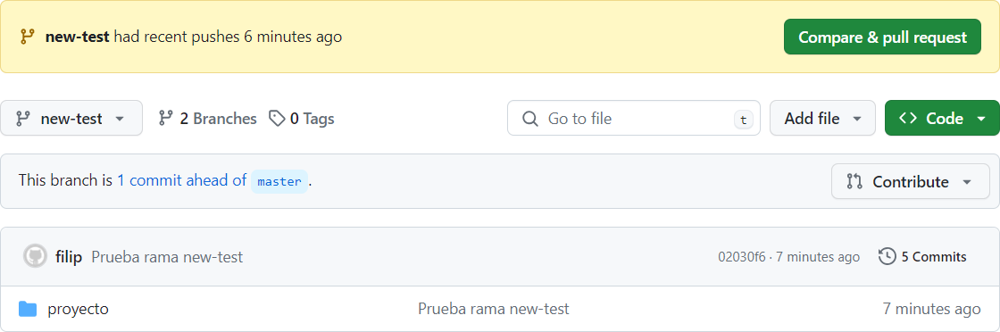 new-test had recent pushes 6 minutes ago
Compare & pull request
new-test
2 Branches
0 Tags
Go to file
t
Add file
Code
This branch is 1 commit ahead of master.
Contribute
filip Prueba rama new-test
02030f6 · 7 minutes ago
5 Commits
proyecto
Prueba rama new-test
7 minutes ago